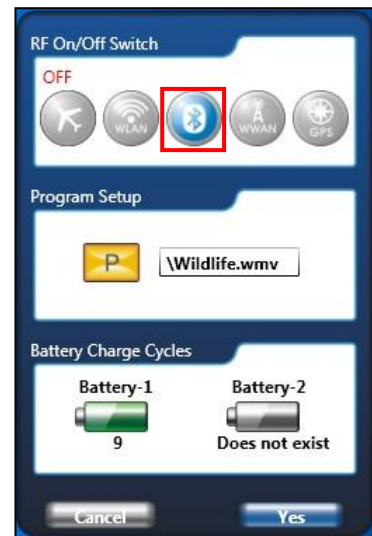 RF On/Off Switch
OFF
WLAN WWAN GPS
Program Setup
P \Wildlife.wmv
Battery Charge Cycles
Battery-1 Battery-2
9 Does not exist
Cancel Yes